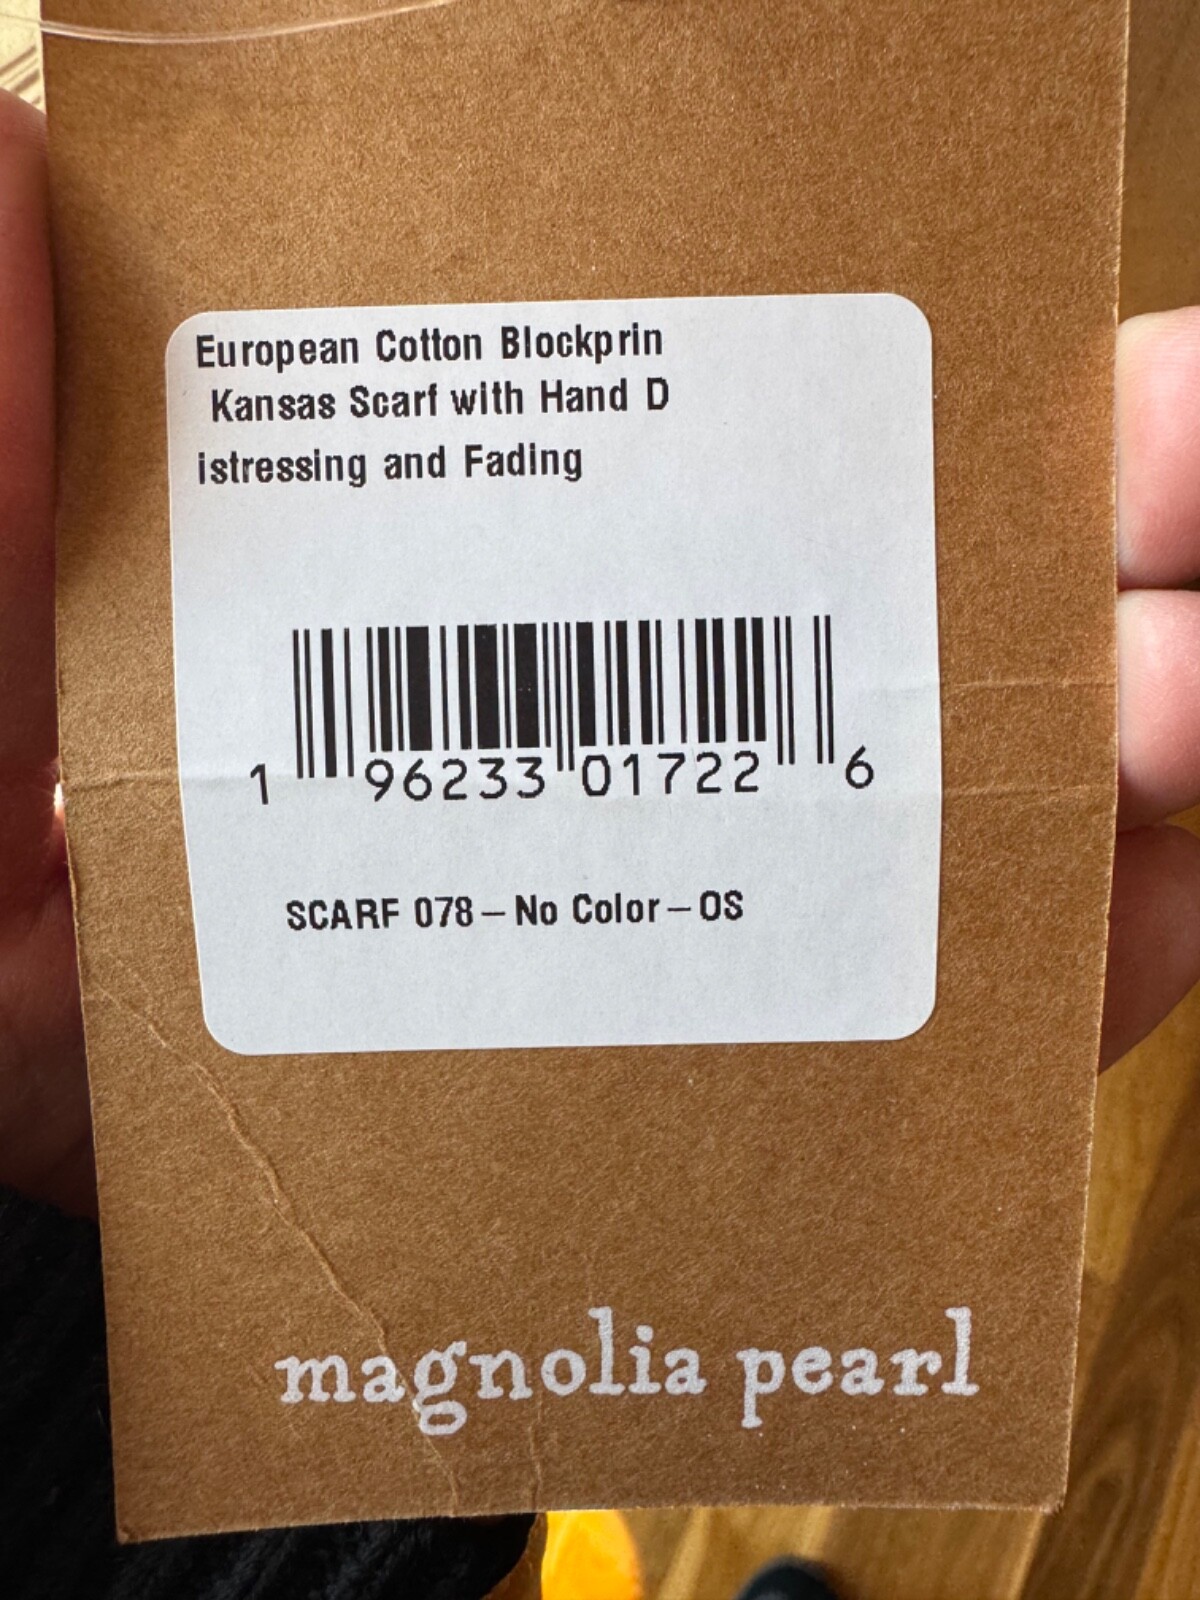 European Cotton Blockprin
Kansas Scarf with Hand D
istressing and Fading
1 96233 01722 6
SCARF 078 – No Color – OS
magnolia pearl